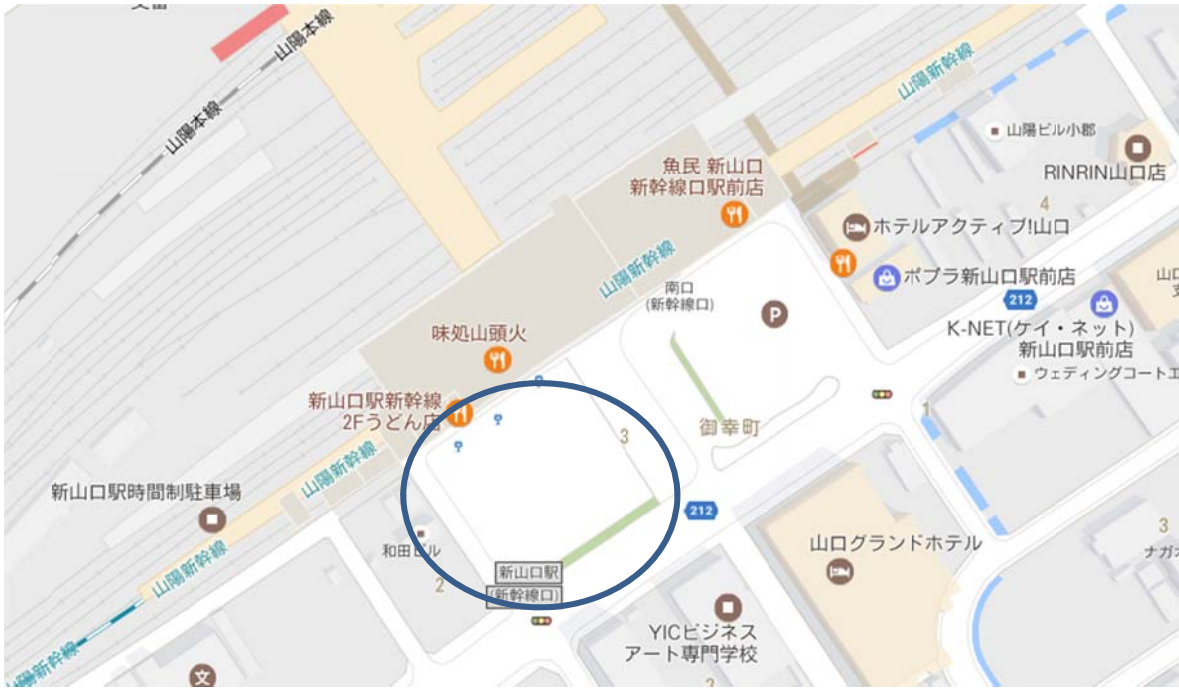 山陽本線
山陽本線
山陽新幹線
山陽ビル小郡
RINRIN山口店
魚民 新山口
新幹線口駅前店
4
ホテルアクティブ!山口
山陽新幹線
南口
(新幹線口)
ポプラ新山口駅前店
212
P
K-NET(ケイ・ネット)
新山口駅前店
味処山頭火
ウェディングコートエ
新山口駅新幹線
2Fうどん店
3
御幸町
1
山陽新幹線
新山口駅時間制駐車場
212
和田ビル
山口グランドホテル
3
ナガオ
新山口駅
(新幹線口)
2
山陽新幹線
YICビジネス
アート専門学校
山陽新幹線
文
3